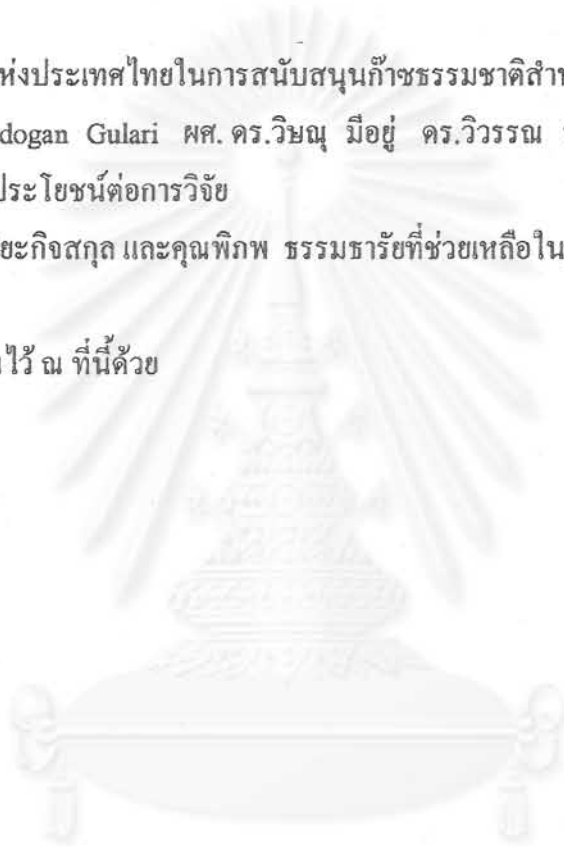 ห่งประเทศไทยในการสนับสนุนก๊าซธรรมชาติสำห
dogan Gulari ผศ. ดร.วิษณุ มีอยู่ ดร.วิวรรณ
ประโยชน์ต่อการวิจัย
ยะกิจสกุล และคุณพิภพ ธรรมธารัยที่ช่วยเหลือใน
ไว้ ณ ที่นี้ด้วย